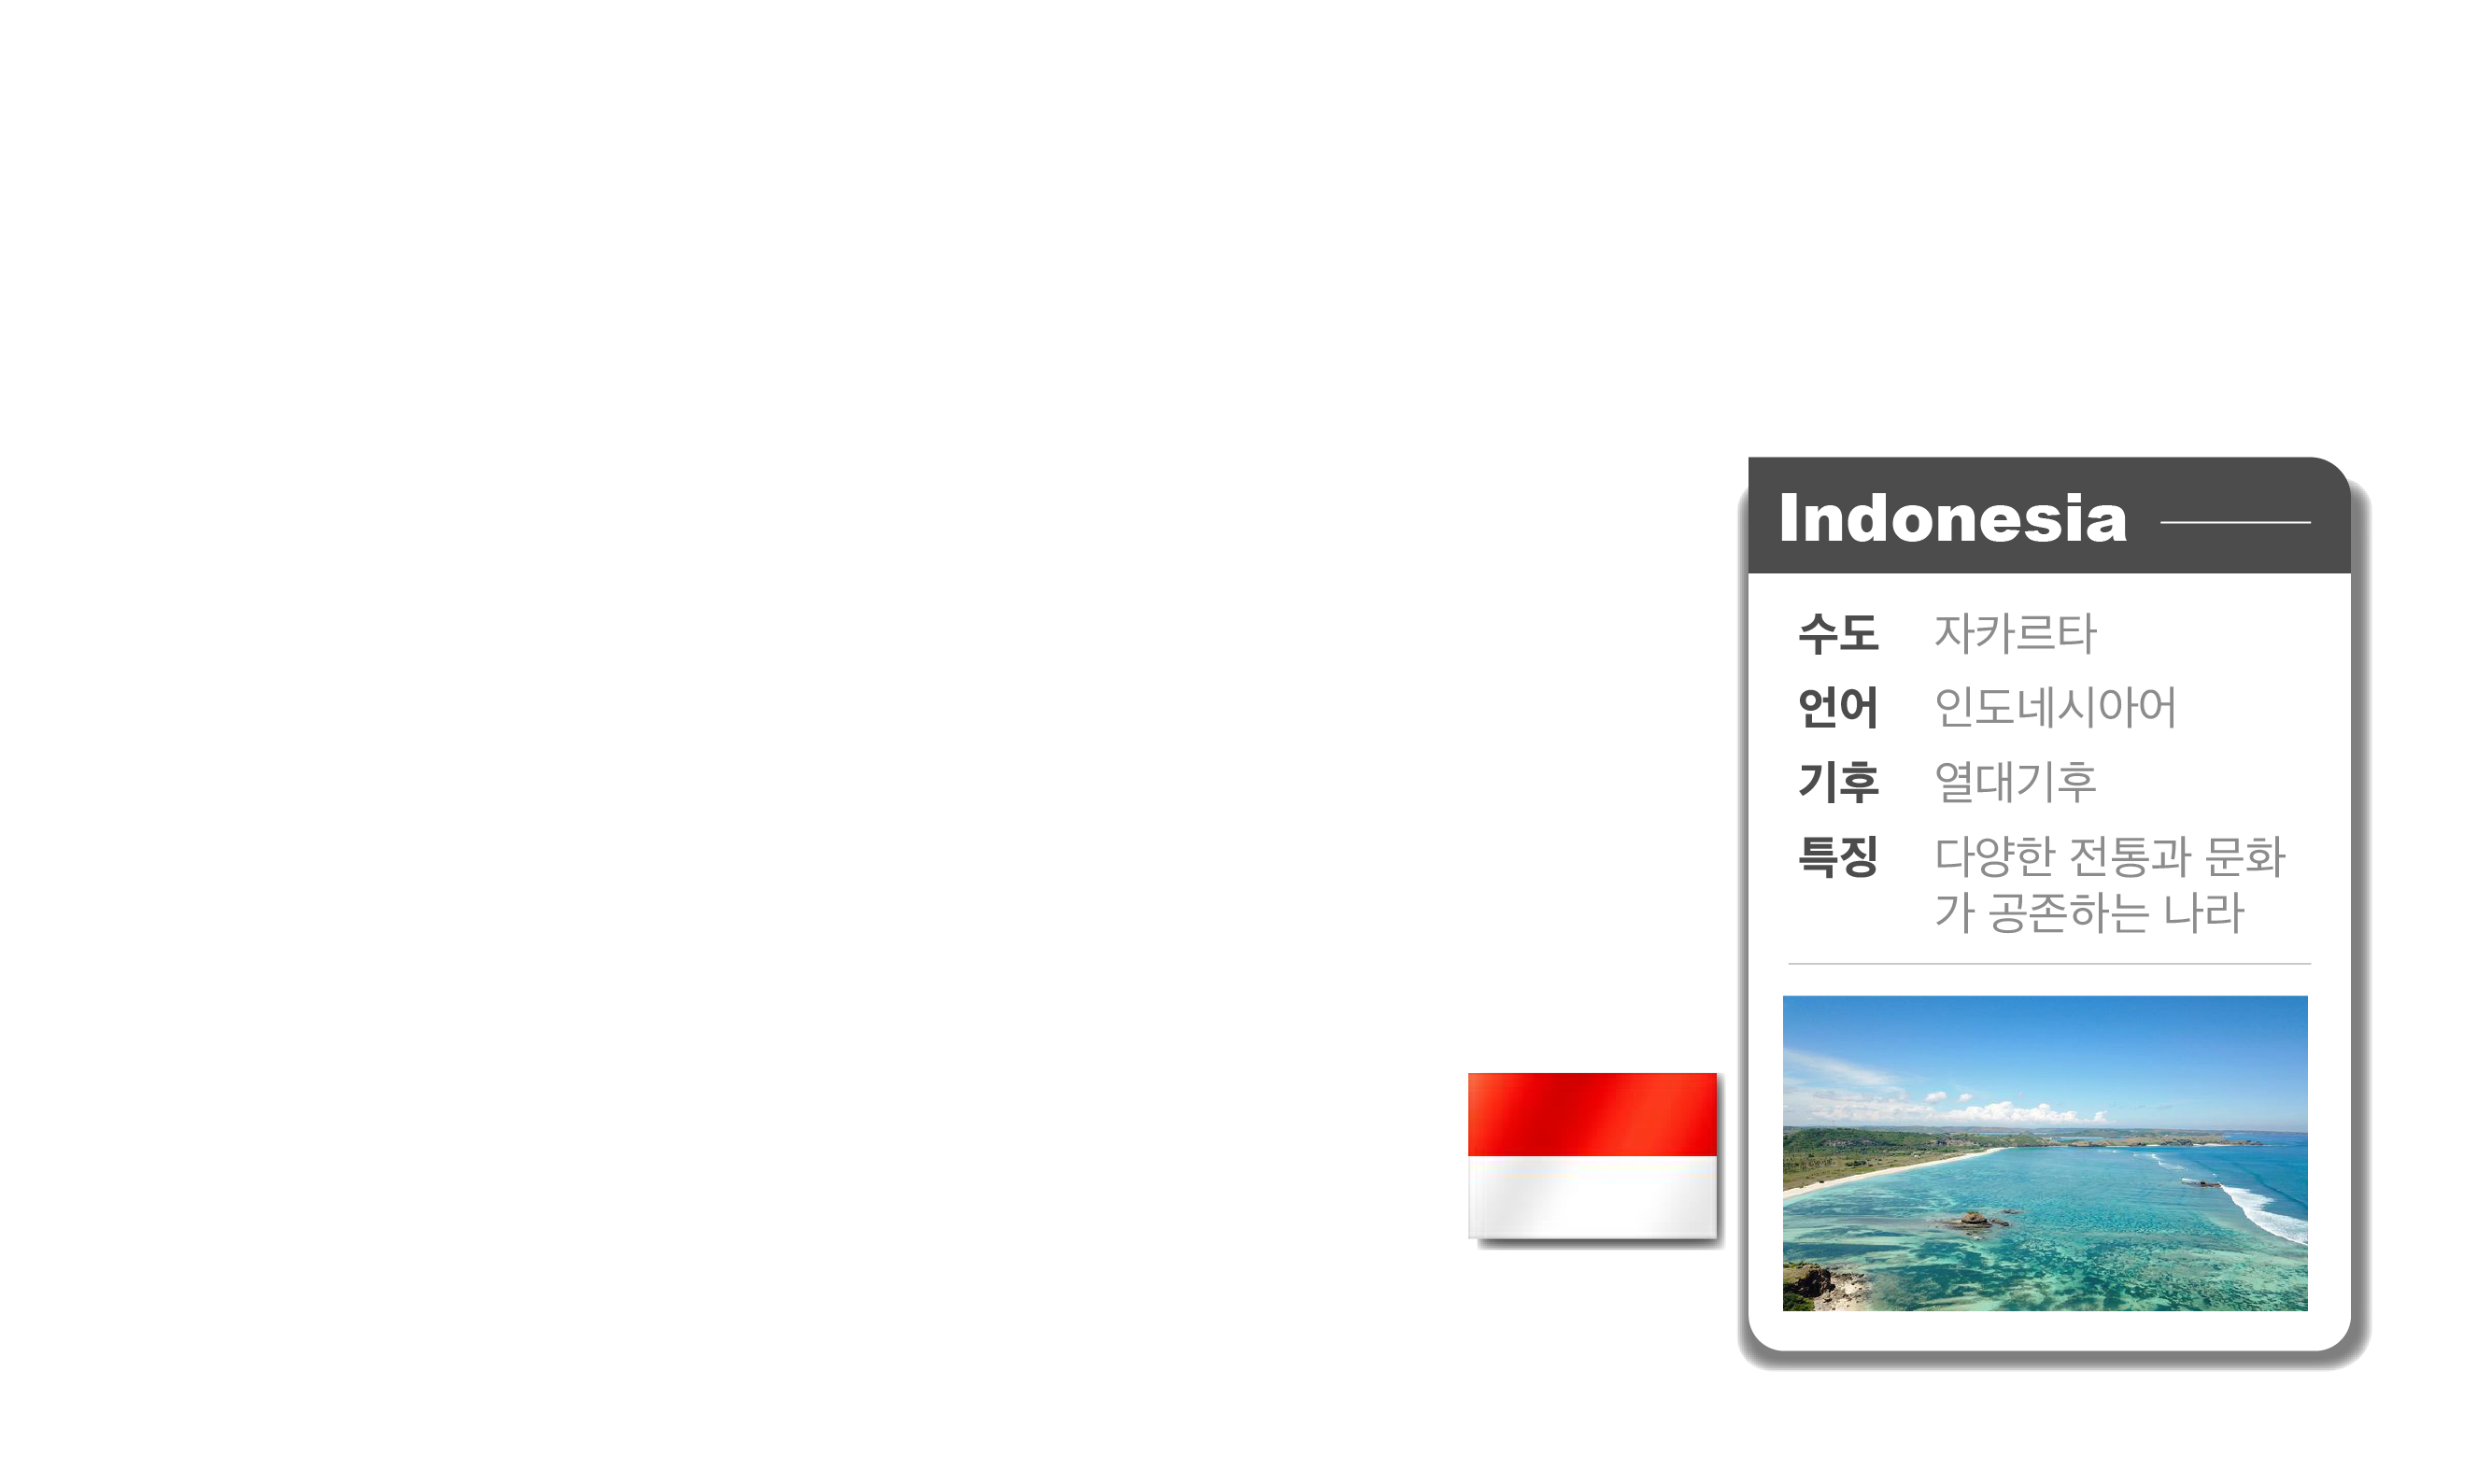 Indonesia
수도 자카르타
언어 인도네시아어
기후 열대기후
특징 다양한 전통과 문화
가 공존하는 나라